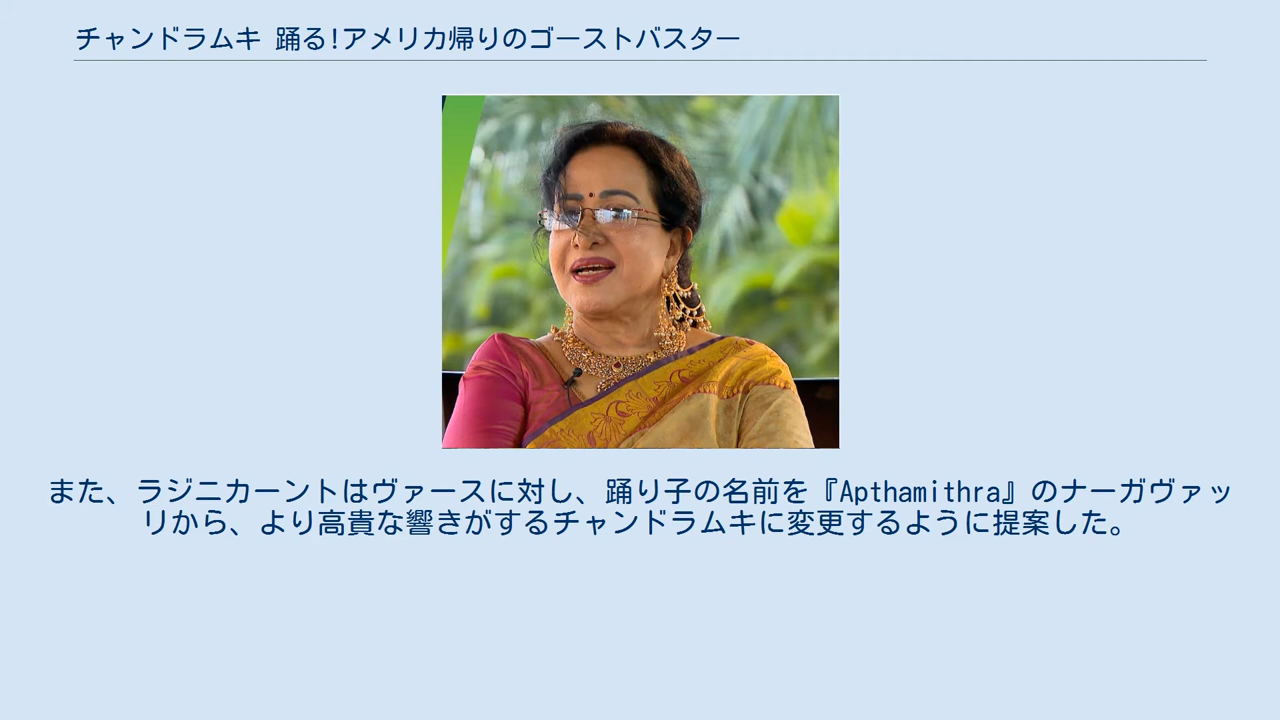 チャンドラムキ 踊る!アメリカ帰りのゴーストバスター
また、ラジニカーントはヴァースに対し、踊り子の名前を『Apthamithra』のナーガヴァッ
リから、より高貴な響きがするチャンドラムキに変更するように提案した。